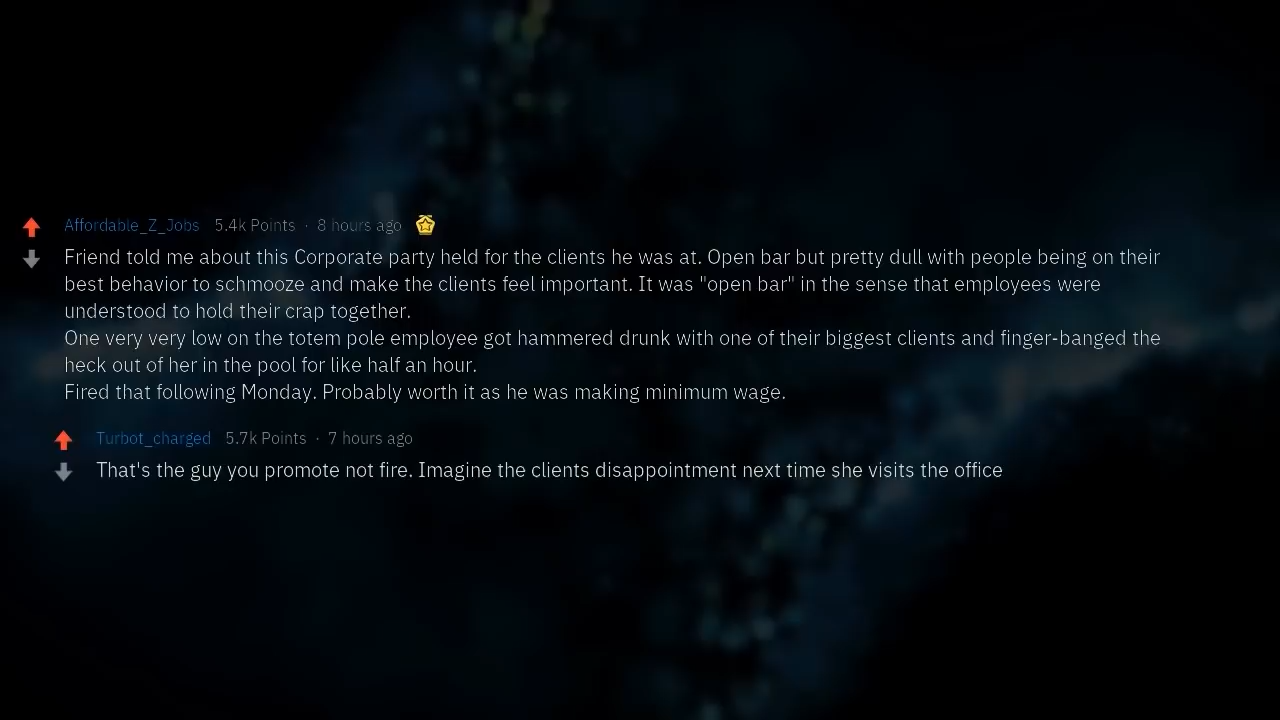 Affordable_Z_Jobs 5.4k Points · 8 hours ago
Friend told me about this Corporate party held for the clients he was at. Open bar but pretty dull with people being on their
best behavior to schmooze and make the clients feel important. It was "open bar" in the sense that employees were
understood to hold their crap together.
One very very low on the totem pole employee got hammered drunk with one of their biggest clients and finger-banged the
heck out of her in the pool for like half an hour.
Fired that following Monday. Probably worth it as he was making minimum wage.
Turbot_charged 5.7k Points · 7 hours ago
That's the guy you promote not fire. Imagine the clients disappointment next time she visits the office